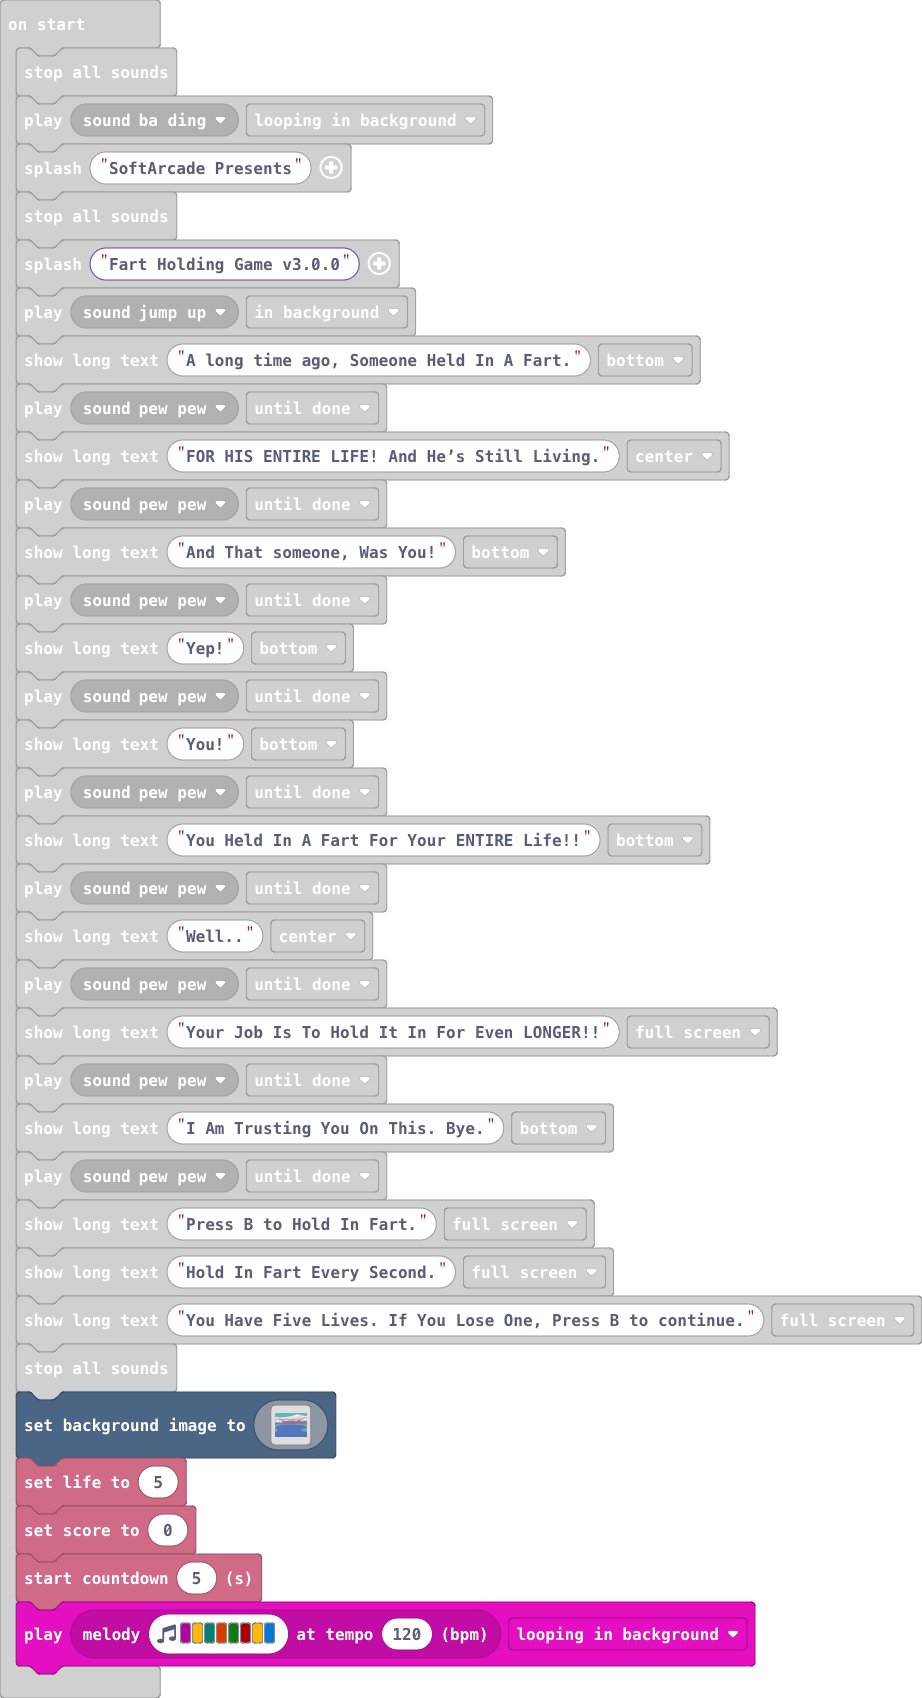 on start
stop all sounds
play sound ba ding looping in background
splash "SoftArcade Presents"
stop all sounds
splash "Fart Holding Game v3.0.0"
play sound jump up in background
show long text "A long time ago, Someone Held In A Fart." bottom
play sound pew pew until done
show long text "FOR HIS ENTIRE LIFE! And He’s Still Living." center
play sound pew pew until done
show long text "And That someone, Was You!" bottom
play sound pew pew until done
show long text "Yep!" bottom
play sound pew pew until done
show long text "You!" bottom
play sound pew pew until done
show long text "You Held In A Fart For Your ENTIRE Life!!" bottom
play sound pew pew until done
show long text "Well.." center
play sound pew pew until done
show long text "Your Job Is To Hold It In For Even LONGER!!" full screen
play sound pew pew until done
show long text "I Am Trusting You On This. Bye." bottom
play sound pew pew until done
show long text "Press B to Hold In Fart." full screen
show long text "Hold In Fart Every Second." full screen
show long text "You Have Five Lives. If You Lose One, Press B to continue." full screen
stop all sounds
set background image to
set life to 5
set score to 0
start countdown 5 (s)
play melody at tempo 120 (bpm) looping in background